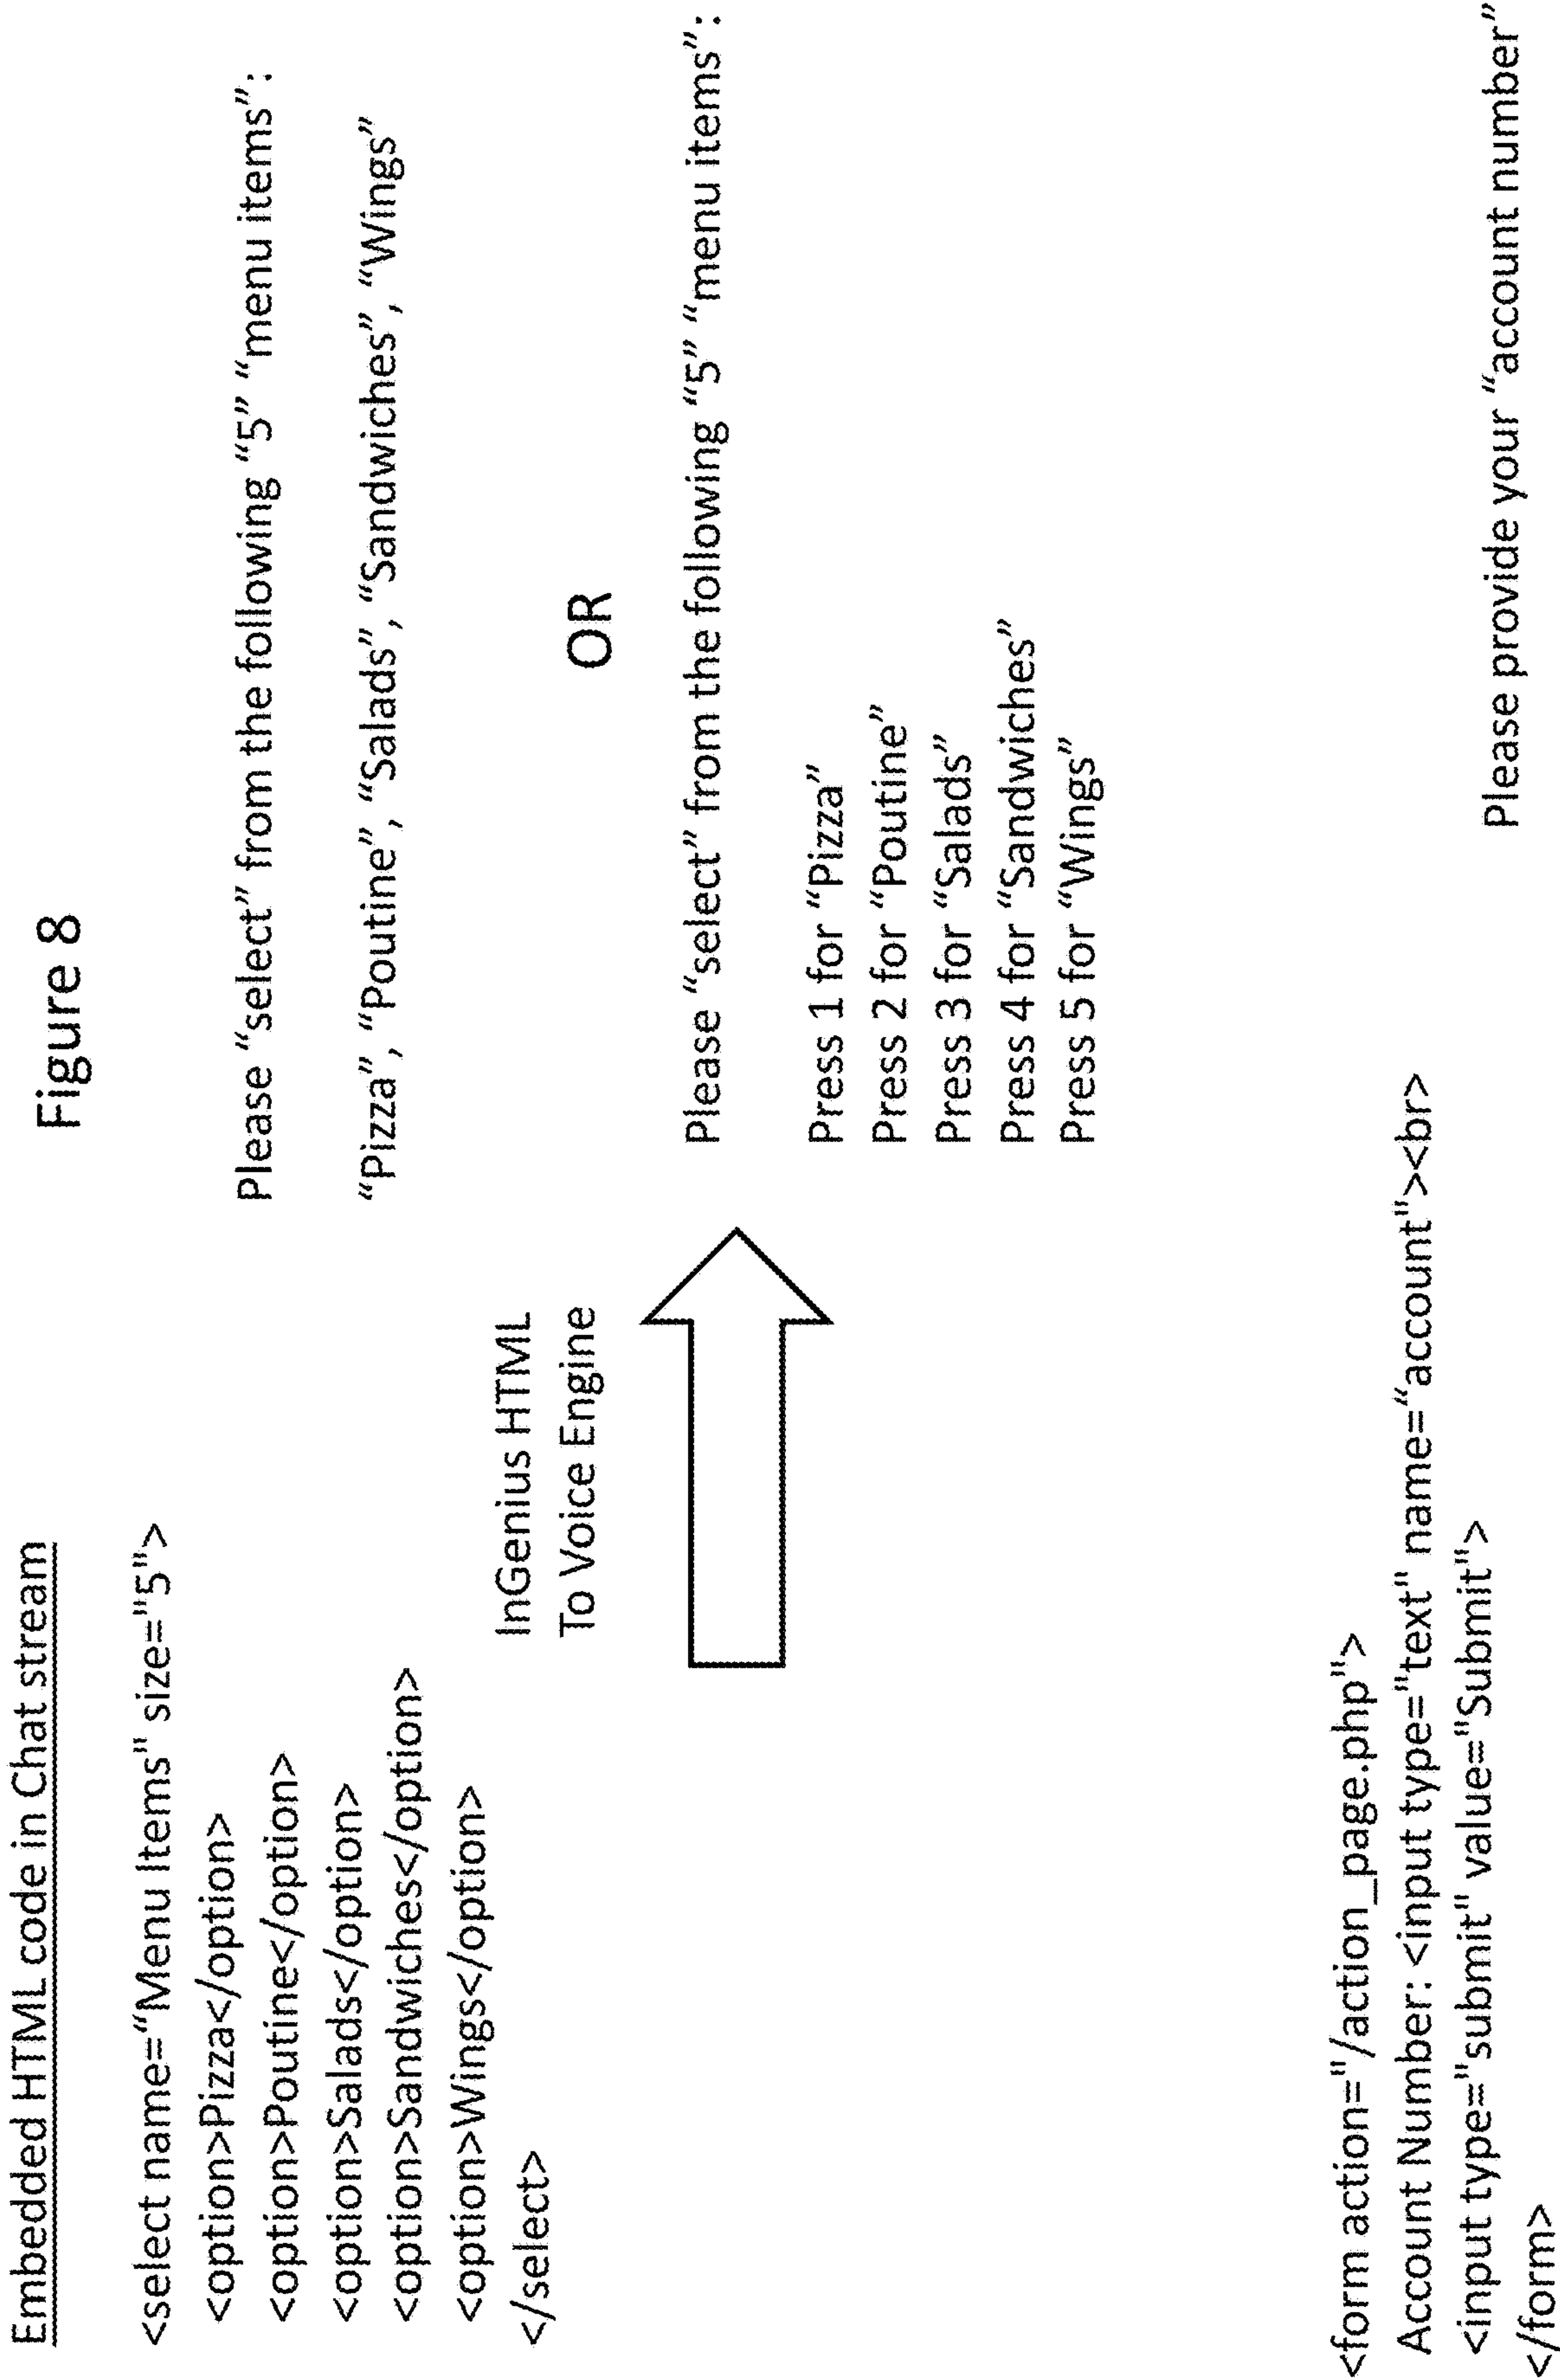 Figure 8
Embedded HTML code in Chat stream
<select name=“Menu Items" size="5">
<option>Pizza</option>
<option>Poutine</option>
<option>Salads</option>
<option>Sandwiches</option>
<option>Wings</option>
</select>
InGenius HTML
To Voice Engine
Please “select” from the following “5” “menu items”:
“Pizza”, “Poutine”, “Salads”, “Sandwiches”, “Wings”
OR
Please “select” from the following “5” “menu items”:
Press 1 for “Pizza”
Press 2 for “Poutine”
Press 3 for “Salads”
Press 4 for “Sandwiches”
Press 5 for “Wings”
<form action="/action_page.php">
Account Number: <input type="text" name=“account"><br>
<input type="submit" value="Submit">
</form>
Please provide your “account number”